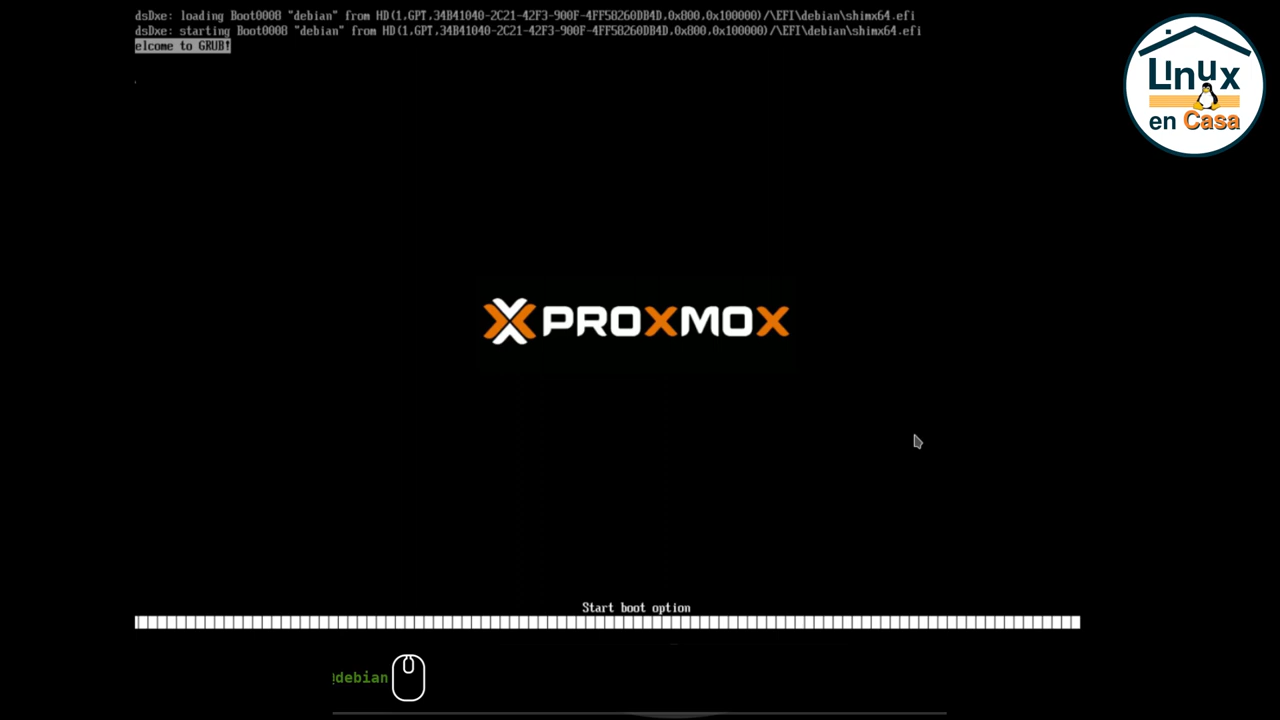 dsDxe: loading Boot0008 "debian" from HD(1,GPT,34B41040-2C21-42F3-900F-4FF58260DB4D,0x800,0x100000)/\EFI\debian\shimx64.efi
dsDxe: starting Boot0008 "debian" from HD(1,GPT,34B41040-2C21-42F3-900F-4FF58260DB4D,0x800,0x100000)/\EFI\debian\shimx64.efi
elcome to GRUB!
Linux
en Casa
PROXMOX
Start boot option
@debian